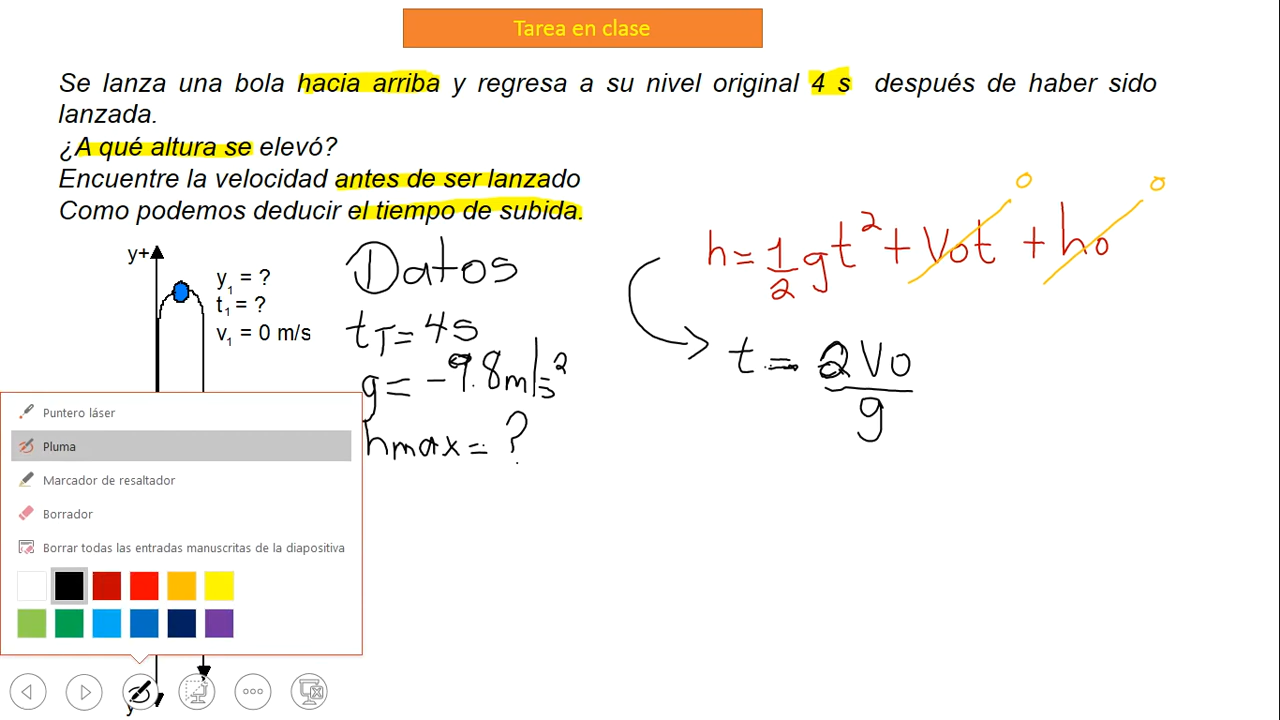 Tarea en clase
Se lanza una bola hacia arriba y regresa a su nivel original 4 s después de haber sido
lanzada.
¿A qué altura se elevó?
Encuentre la velocidad antes de ser lanzado
Como podemos deducir el tiempo de subida.
y+
y₁ = ?
t₁ = ?
v₁ = 0 m/s
Datos
tT = 4s
g = -9.8m/s²
hmax = ?
0 0
h = 1/2 gt² + Vot + ho
t = 2Vo/g
Puntero láser
Pluma
Marcador de resaltador
Borrador
Borrar todas las entradas manuscritas de la diapositiva
y